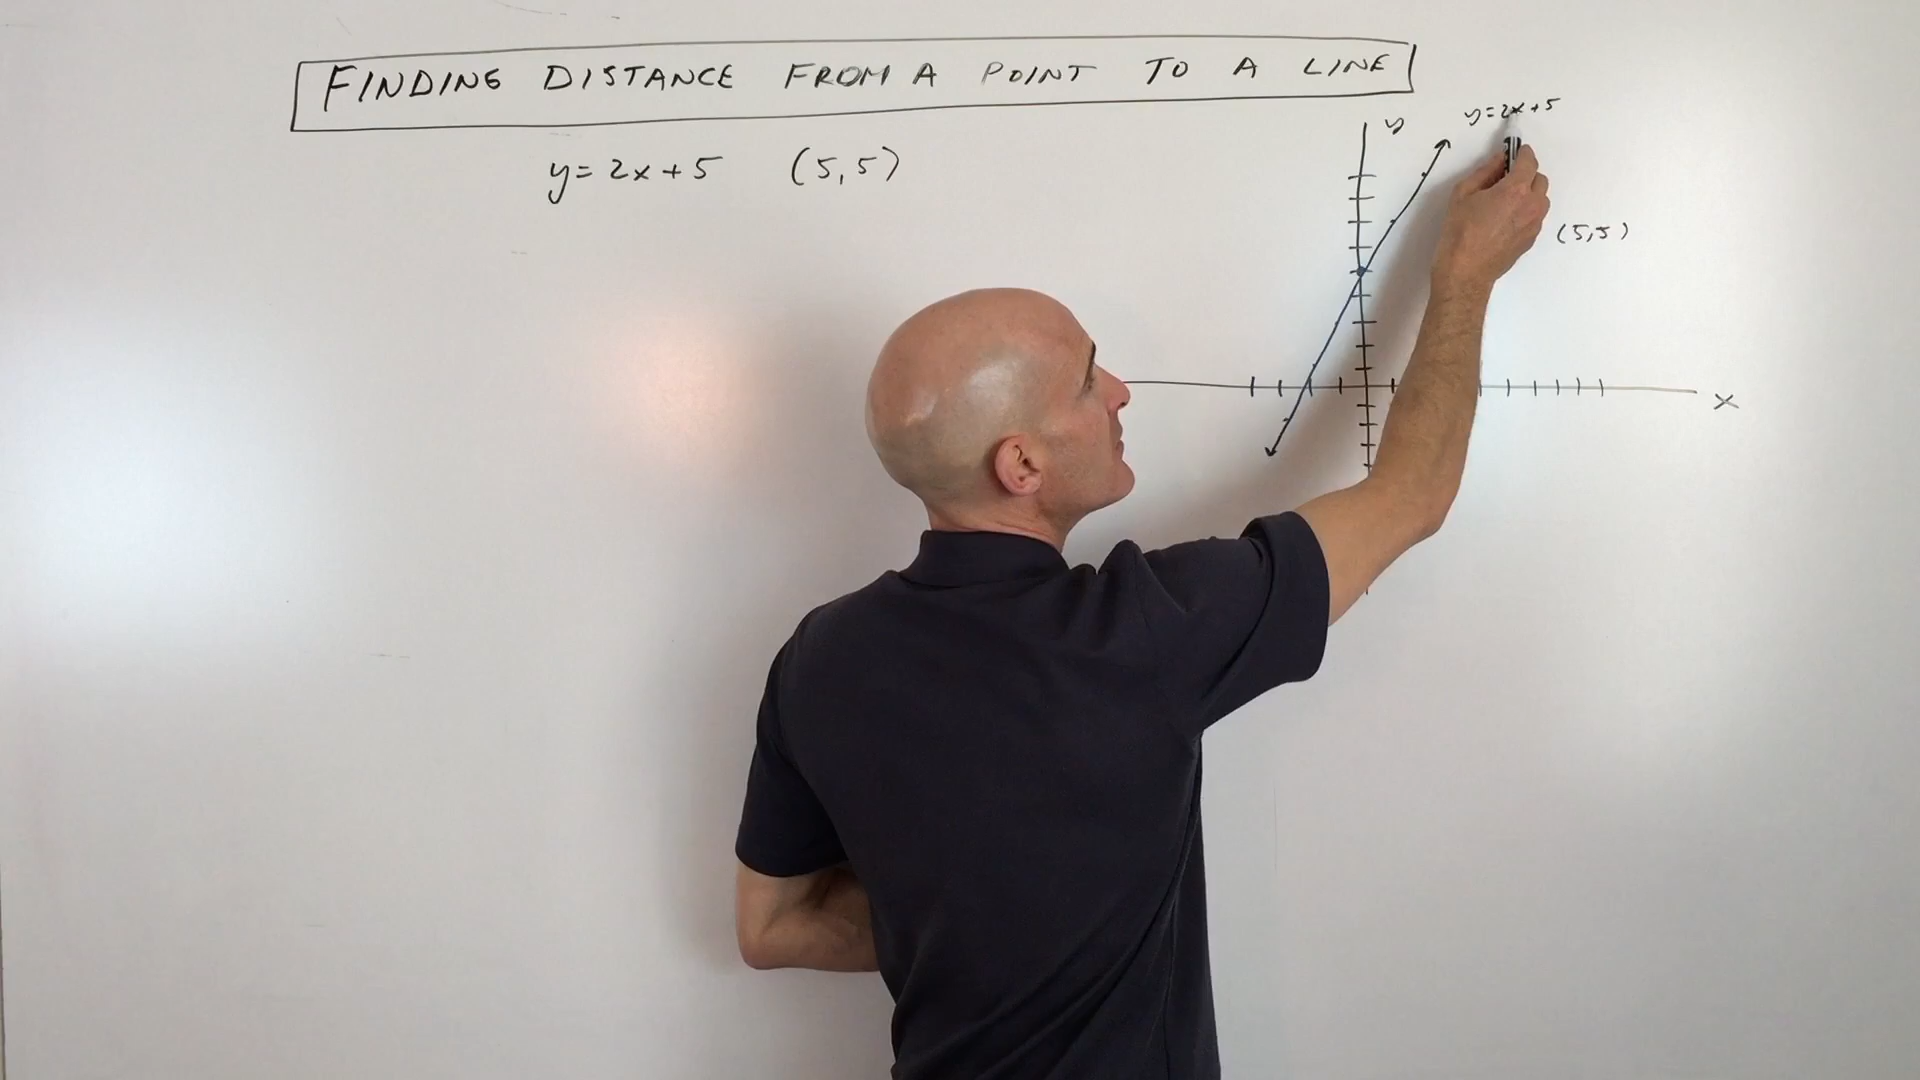 FINDING DISTANCE FROM A POINT TO A LINE
y=2x+5 (5,5)
y
y=2x+5
(5,5)
x